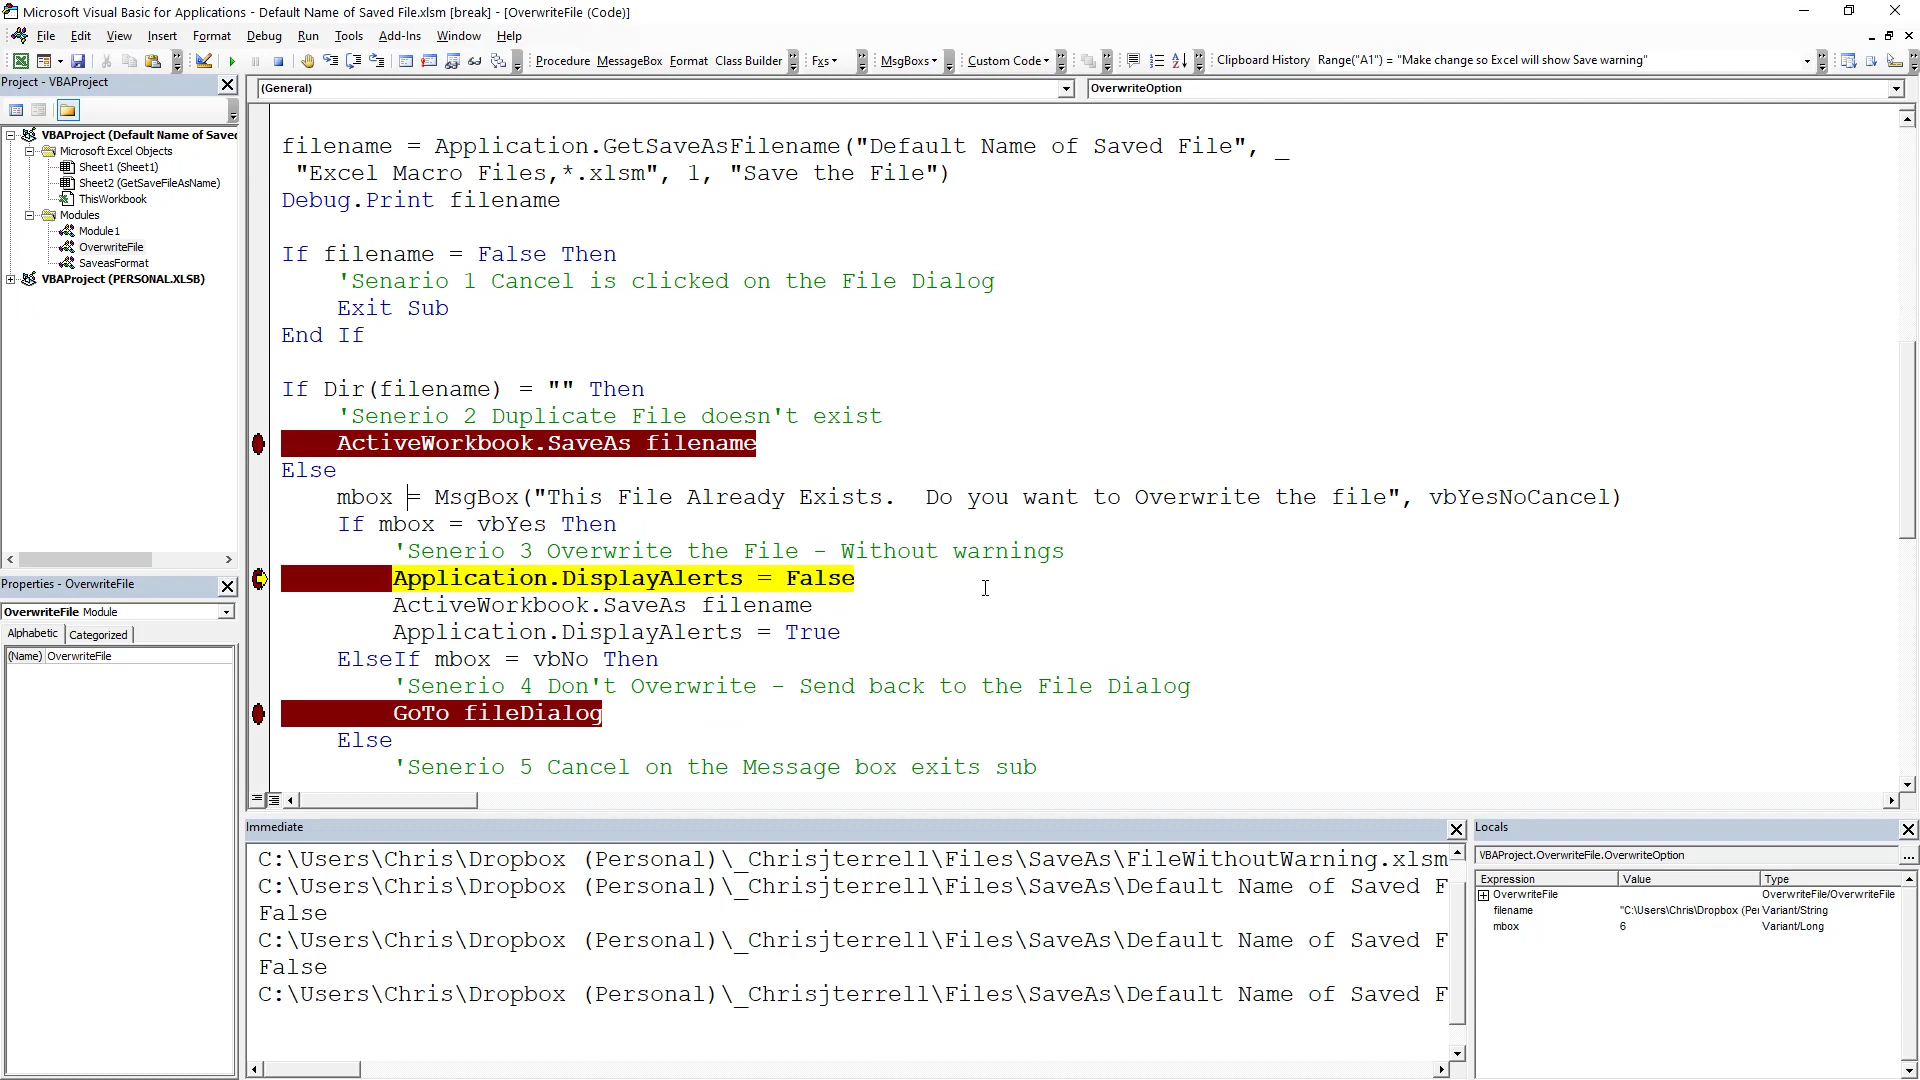 Microsoft Visual Basic for Applications - Default Name of Saved File.xlsm [break] - [OverwriteFile (Code)]
File Edit View Insert Format Debug Run Tools Add-Ins Window Help
Procedure MessageBox Format Class Builder Fxs MsgBoxs Custom Code Clipboard History Range("A1") = "Make change so Excel will show Save warning"
Project - VBAProject
(General)
OverwriteOption
VBAProject (Default Name of Saved
Microsoft Excel Objects
Sheet1 (Sheet1)
Sheet2 (GetSaveFileAsName)
ThisWorkbook
Modules
Module1
OverwriteFile
SaveasFormat
VBAProject (PERSONAL.XLSB)
Properties - OverwriteFile
OverwriteFile Module
Alphabetic Categorized
(Name) OverwriteFile
filename = Application.GetSaveAsFilename("Default Name of Saved File", _
"Excel Macro Files,*.xlsm", 1, "Save the File")
Debug.Print filename
If filename = False Then
'Senario 1 Cancel is clicked on the File Dialog
Exit Sub
End If
If Dir(filename) = "" Then
'Senerio 2 Duplicate File doesn't exist
ActiveWorkbook.SaveAs filename
Else
mbox = MsgBox("This File Already Exists.  Do you want to Overwrite the file", vbYesNoCancel)
If mbox = vbYes Then
'Senerio 3 Overwrite the File - Without warnings
Application.DisplayAlerts = False
ActiveWorkbook.SaveAs filename
Application.DisplayAlerts = True
ElseIf mbox = vbNo Then
'Senerio 4 Don't Overwrite - Send back to the File Dialog
GoTo fileDialog
Else
'Senerio 5 Cancel on the Message box exits sub
Immediate
C:\Users\Chris\Dropbox (Personal)\_Chrisjterrell\Files\SaveAs\FileWithoutWarning.xlsm
C:\Users\Chris\Dropbox (Personal)\_Chrisjterrell\Files\SaveAs\Default Name of Saved F
False
C:\Users\Chris\Dropbox (Personal)\_Chrisjterrell\Files\SaveAs\Default Name of Saved F
False
C:\Users\Chris\Dropbox (Personal)\_Chrisjterrell\Files\SaveAs\Default Name of Saved F
Locals
VBAProject.OverwriteFile.OverwriteOption
...
Expression Value Type
OverwriteFile OverwriteFile/OverwriteFile
filename "C:\Users\Chris\Dropbox (Per Variant/String
mbox 6 Variant/Long